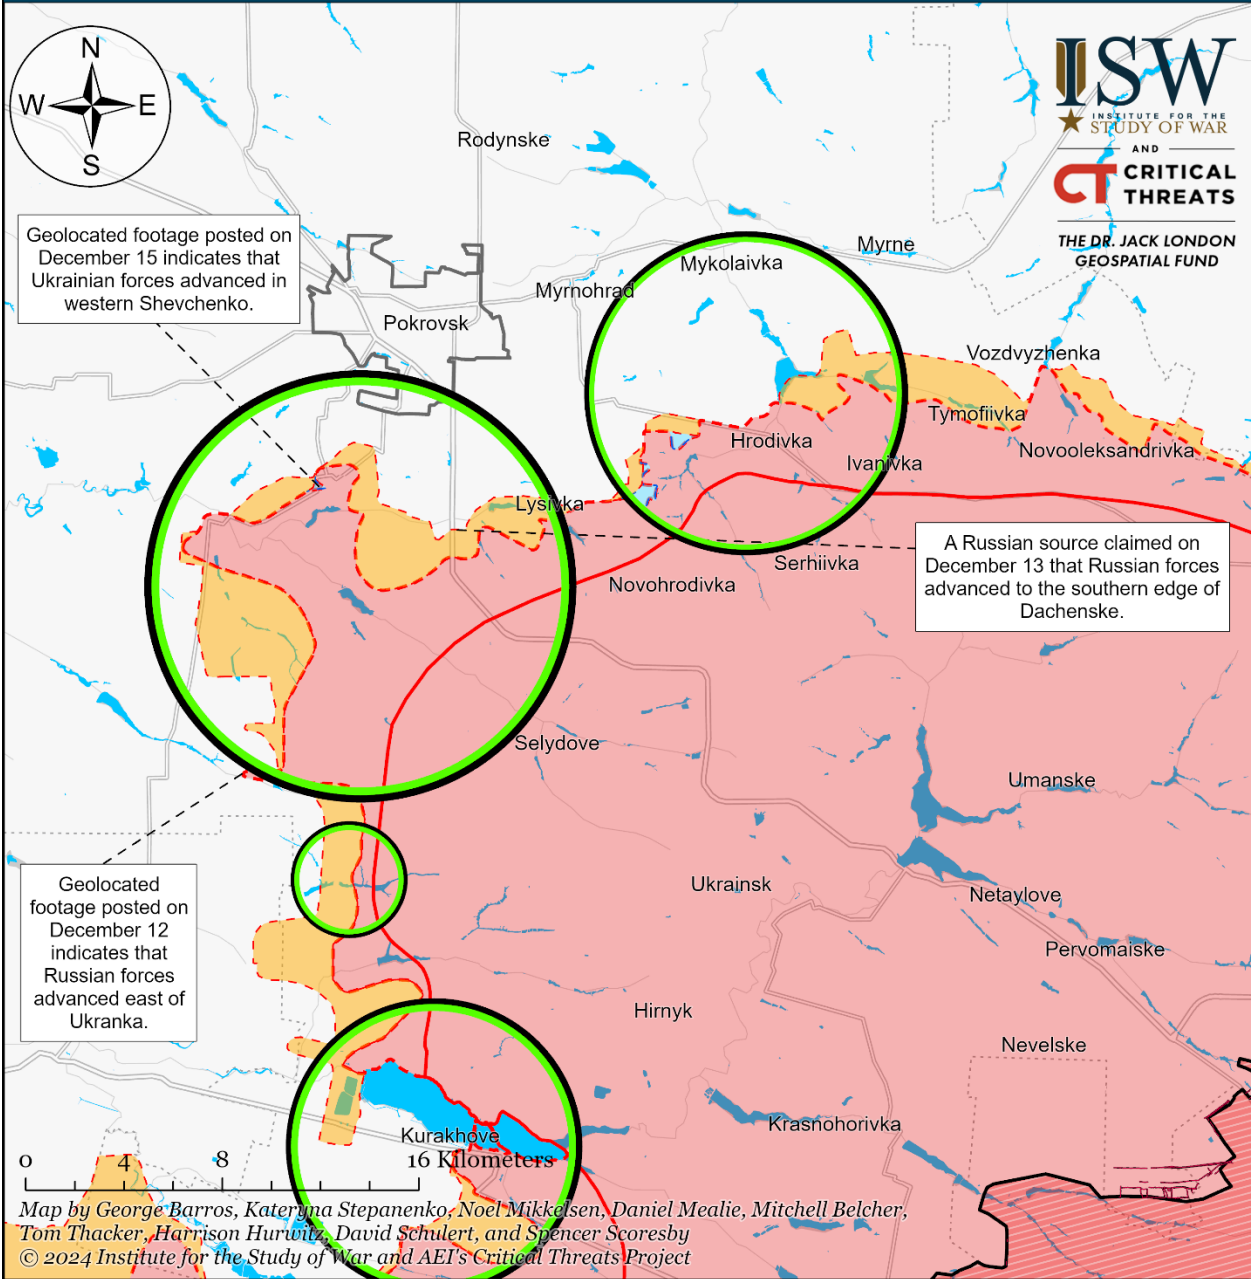 N
W E
S
ISW
INSTITUTE FOR THE
STUDY OF WAR
AND
CT CRITICAL
THREATS
THE DR. JACK LONDON
GEOSPATIAL FUND
Rodynske
Geolocated footage posted on
December 15 indicates that
Ukrainian forces advanced in
western Shevchenko.
Myrne
Mykolaivka
Myrnohrad
Pokrovsk
Vozdvyzhenka
Tymofiivka
Hrodivka
Novooleksandrivka
Ivanivka
Lysivka
A Russian source claimed on
December 13 that Russian forces
advanced to the southern edge of
Dachenske.
Serhiivka
Novohrodivka
Selydove
Umanske
Ukrainsk
Netaylove
Geolocated
footage posted on
December 12
indicates that
Russian forces
advanced east of
Ukranka.
Pervomaiske
Hirnyk
Nevelske
Krasnohorivka
Kurakhove
0 4 8 16 Kilometers
Map by George Barros, Kateryna Stepanenko, Noel Mikkelsen, Daniel Mealie, Mitchell Belcher,
Tom Thacker, Harrison Hurwitz, David Schulert, and Spencer Scoresby
© 2024 Institute for the Study of War and AEI's Critical Threats Project